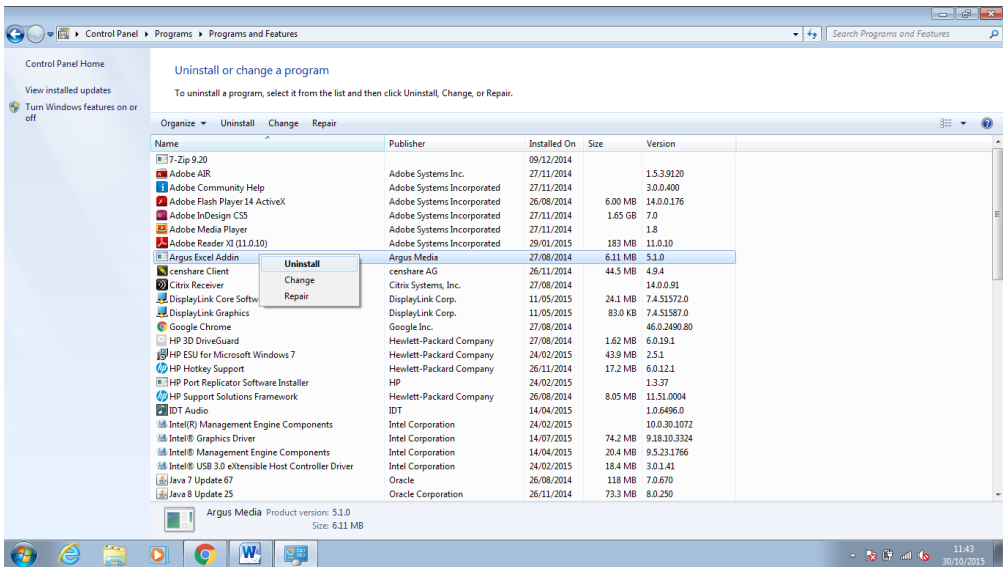 Control Panel ▸ Programs ▸ Programs and Features
Search Programs and Features
Control Panel Home
View installed updates
Turn Windows features on or
off
Uninstall or change a program
To uninstall a program, select it from the list and then click Uninstall, Change, or Repair.
Organize Uninstall Change Repair
Name Publisher Installed On Size Version
7-Zip 9.20 09/12/2014
Adobe AIR Adobe Systems Inc. 27/11/2014 1.5.3.9120
Adobe Community Help Adobe Systems Incorporated 27/11/2014 3.0.0.400
Adobe Flash Player 14 ActiveX Adobe Systems Incorporated 26/08/2014 6.00 MB 14.0.0.176
Adobe InDesign CS5 Adobe Systems Incorporated 27/11/2014 1.65 GB 7.0
Adobe Media Player Adobe Systems Incorporated 27/11/2014 1.8
Adobe Reader XI (11.0.10) Adobe Systems Incorporated 29/01/2015 183 MB 11.0.10
Argus Excel Addin Argus Media 27/08/2014 6.11 MB 5.1.0
Uninstall
Change
Repair
censhare Client censhare AG 26/11/2014 44.5 MB 4.9.4
Citrix Receiver Citrix Systems, Inc. 27/08/2014 14.0.0.91
DisplayLink Core Softw DisplayLink Corp. 11/05/2015 24.1 MB 7.4.51572.0
DisplayLink Graphics DisplayLink Corp. 11/05/2015 83.0 KB 7.4.51587.0
Google Chrome Google Inc. 27/08/2014 46.0.2490.80
HP 3D DriveGuard Hewlett-Packard Company 27/08/2014 1.62 MB 6.0.19.1
HP ESU for Microsoft Windows 7 Hewlett-Packard Company 24/02/2015 43.9 MB 2.5.1
HP Hotkey Support Hewlett-Packard Company 26/11/2014 17.2 MB 6.0.12.1
HP Port Replicator Software Installer HP 24/02/2015 1.3.37
HP Support Solutions Framework Hewlett-Packard Company 26/08/2014 8.05 MB 11.51.0004
IDT Audio IDT 14/04/2015 1.0.6496.0
Intel(R) Management Engine Components Intel Corporation 24/02/2015 10.0.30.1072
Intel® Graphics Driver Intel Corporation 14/07/2015 74.2 MB 9.18.10.3324
Intel® Management Engine Components Intel Corporation 14/04/2015 20.4 MB 9.5.23.1766
Intel® USB 3.0 eXtensible Host Controller Driver Intel Corporation 24/02/2015 18.4 MB 3.0.1.41
Java 7 Update 67 Oracle 26/08/2014 118 MB 7.0.670
Java 8 Update 25 Oracle Corporation 26/11/2014 73.3 MB 8.0.250
Argus Media Product version: 5.1.0
Size: 6.11 MB
11:43
30/10/2015